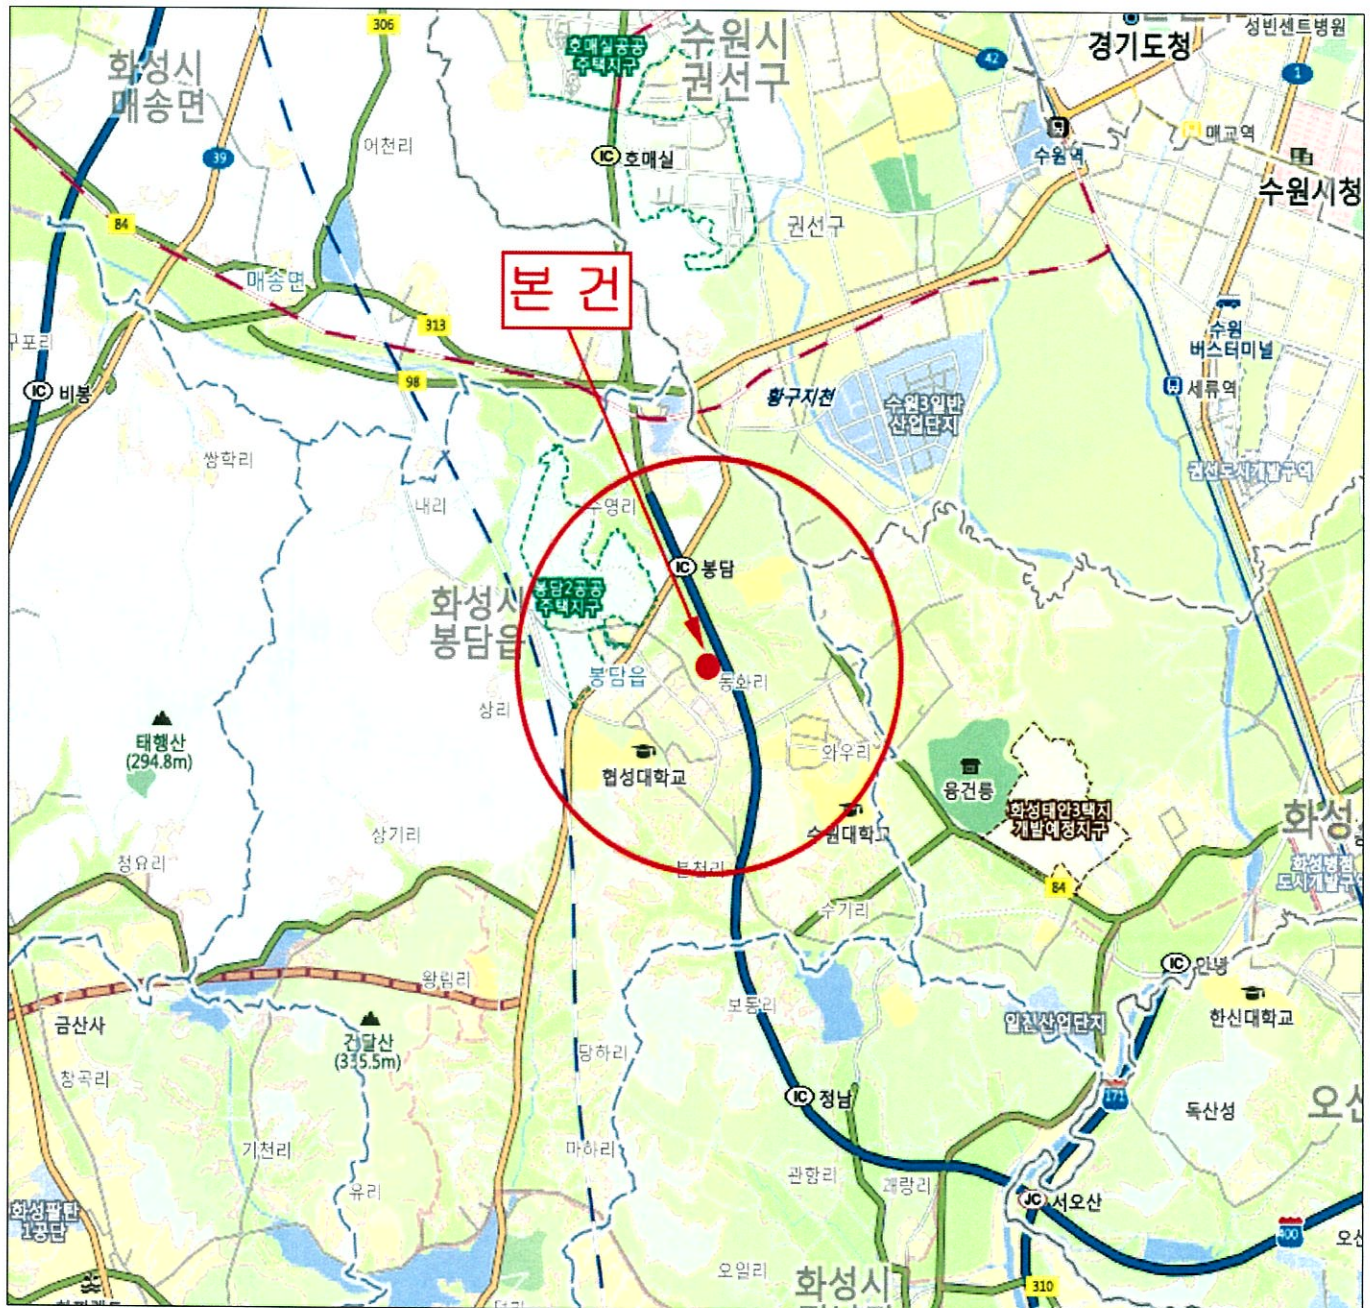 306
화성시
매송면
호매실공공
주택지구
수원시
권선구
42
경기도청
성빈센트병원
1
39
어천리
IC 호매실
수원역
매교역
수원시청
84
권선구
매송면
본 건
313
98
IC 비봉
황구지천
수원3일반
산업단지
수원
버스터미널
세류역
쌍학리
내리
수영리
권선도시개발구역
IC 봉담
화성시
봉담읍
봉담2공공
주택지구
봉담읍
동화리
상리
태행산
(294.8m)
협성대학교
와우리
융건릉
수원대학교
화성태안3택지
개발예정지구
화성
상기리
청요리
분천리
84
수기리
화성병점
도시개발구역
왕림리
보통리
IC 안녕
한신대학교
금산사
건달산
(335.5m)
당하리
창곡리
IC 정남
171
독산성
오산
기천리
마하리
관항리
괘랑리
유리
화성팔탄
1공단
JC 서오산
400
오산
오일리
화성시
310